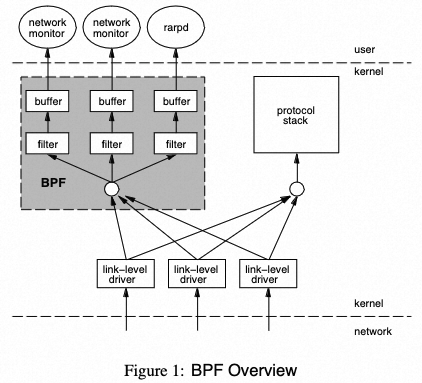 network
monitor
network
monitor
rarpd
user
kernel
buffer
buffer
buffer
protocol
stack
filter
filter
filter
BPF
link-level
driver
link-level
driver
link-level
driver
kernel
network
Figure 1: BPF Overview